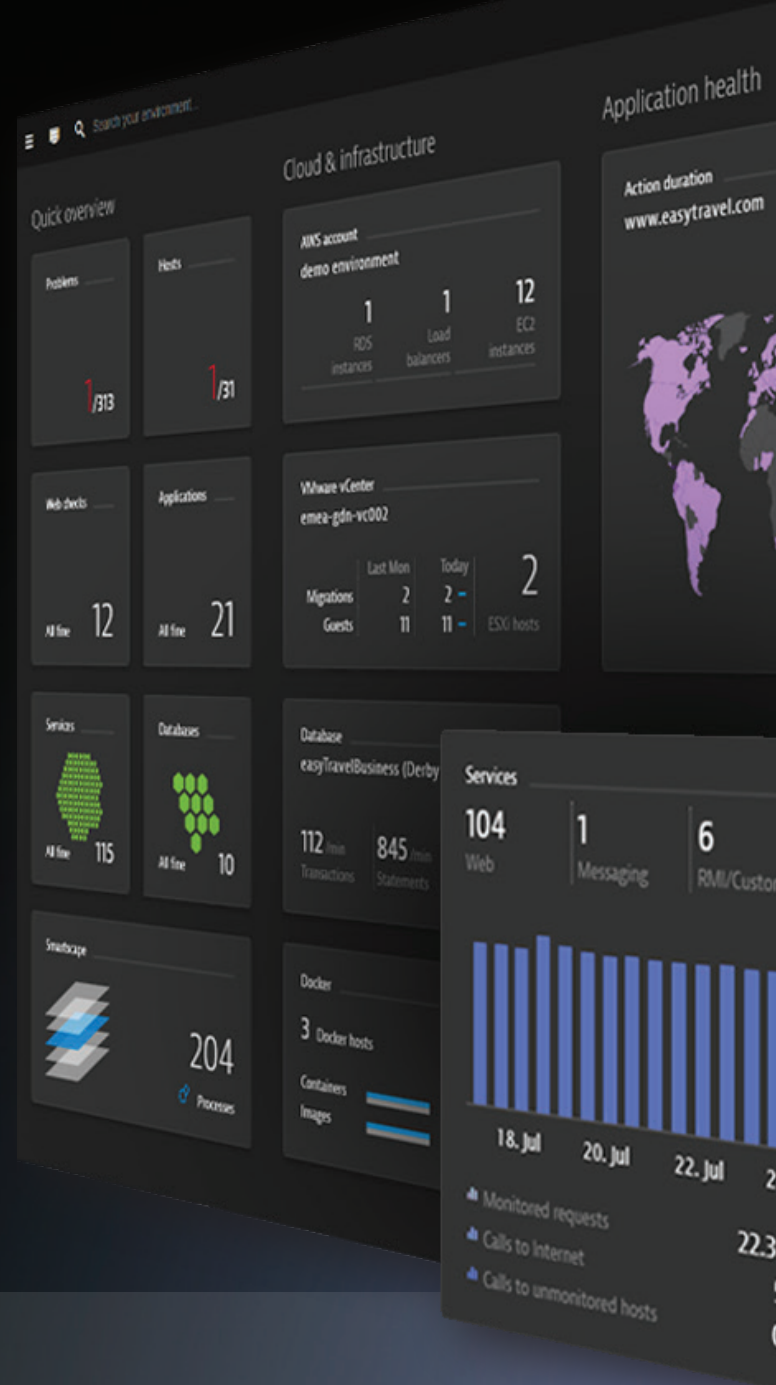 Search your environment...
Quick overview
Problems
1/313
Hosts
1/31
Web checks
All fine 12
Applications
All fine 21
Services
All fine 115
Databases
All fine 10
Smartscape
204
Processes
Cloud & infrastructure
AWS account
demo environment
1 1 12
RDS instances
Load balancers
EC2 instances
VMware vCenter
emea-gdn-vc002
Last Mon Today
Migrations 2 2
Guests 11 11
2
ESXi hosts
Database
easyTravelBusiness (Derby
112 /min 845 /min
Transactions Statements
Docker
3 Docker hosts
Containers
Images
Application health
Action duration
www.easytravel.com
Services
104 1 6
Web Messaging RMI/Custom
18. Jul 20. Jul 22. Jul 2
Monitored requests 22.3
Calls to Internet
Calls to unmonitored hosts